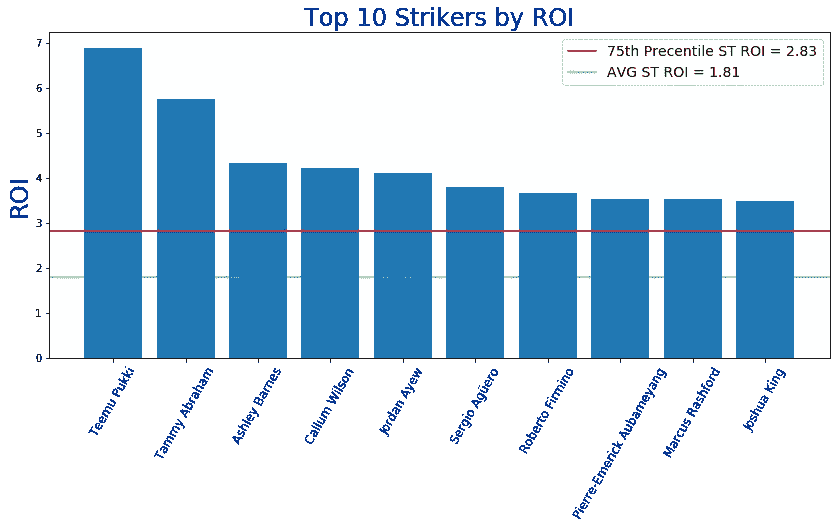 Top 10 Strikers by ROI
75th Precentile ST ROI = 2.83
AVG ST ROI = 1.81
ROI
7
6
5
4
3
2
1
0
Teemu Pukki
Tammy Abraham
Ashley Barnes
Callum Wilson
Jordan Ayew
Sergio Agüero
Roberto Firmino
Pierre-Emerick Aubameyang
Marcus Rashford
Joshua King